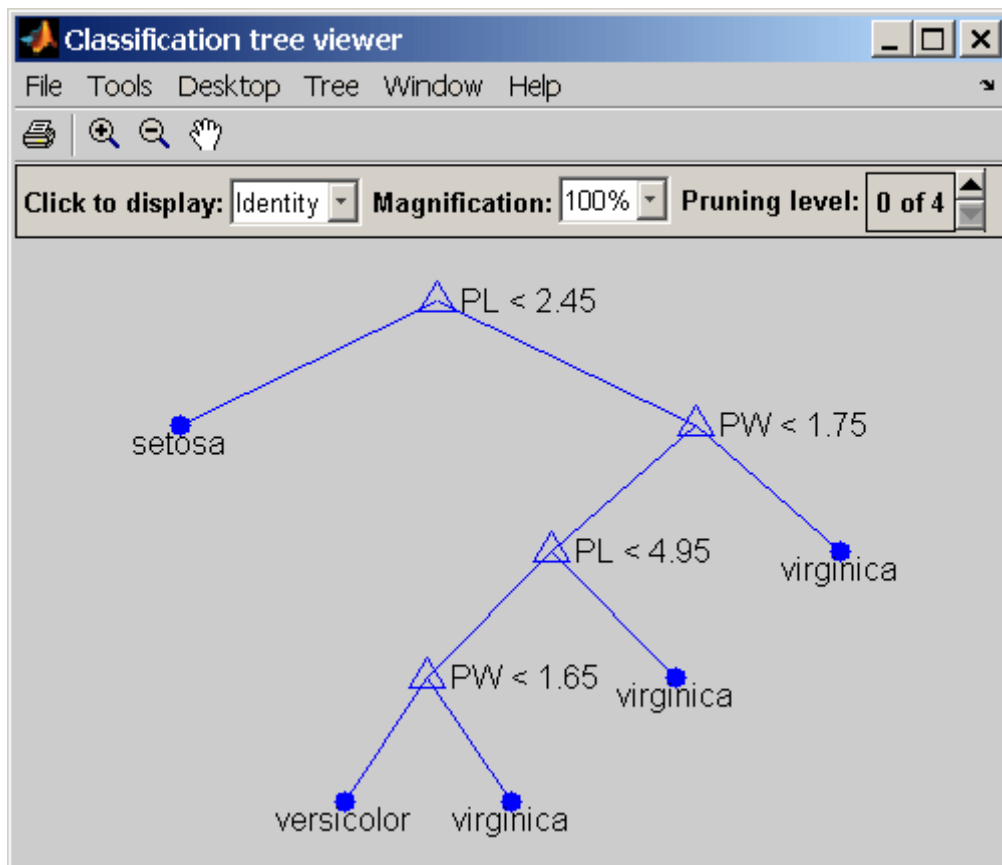 Classification tree viewer
File Tools Desktop Tree Window Help
Click to display: Identity Magnification: 100% Pruning level: 0 of 4
PL < 2.45
setosa
PW < 1.75
PL < 4.95
virginica
PW < 1.65
virginica
versicolor
virginica